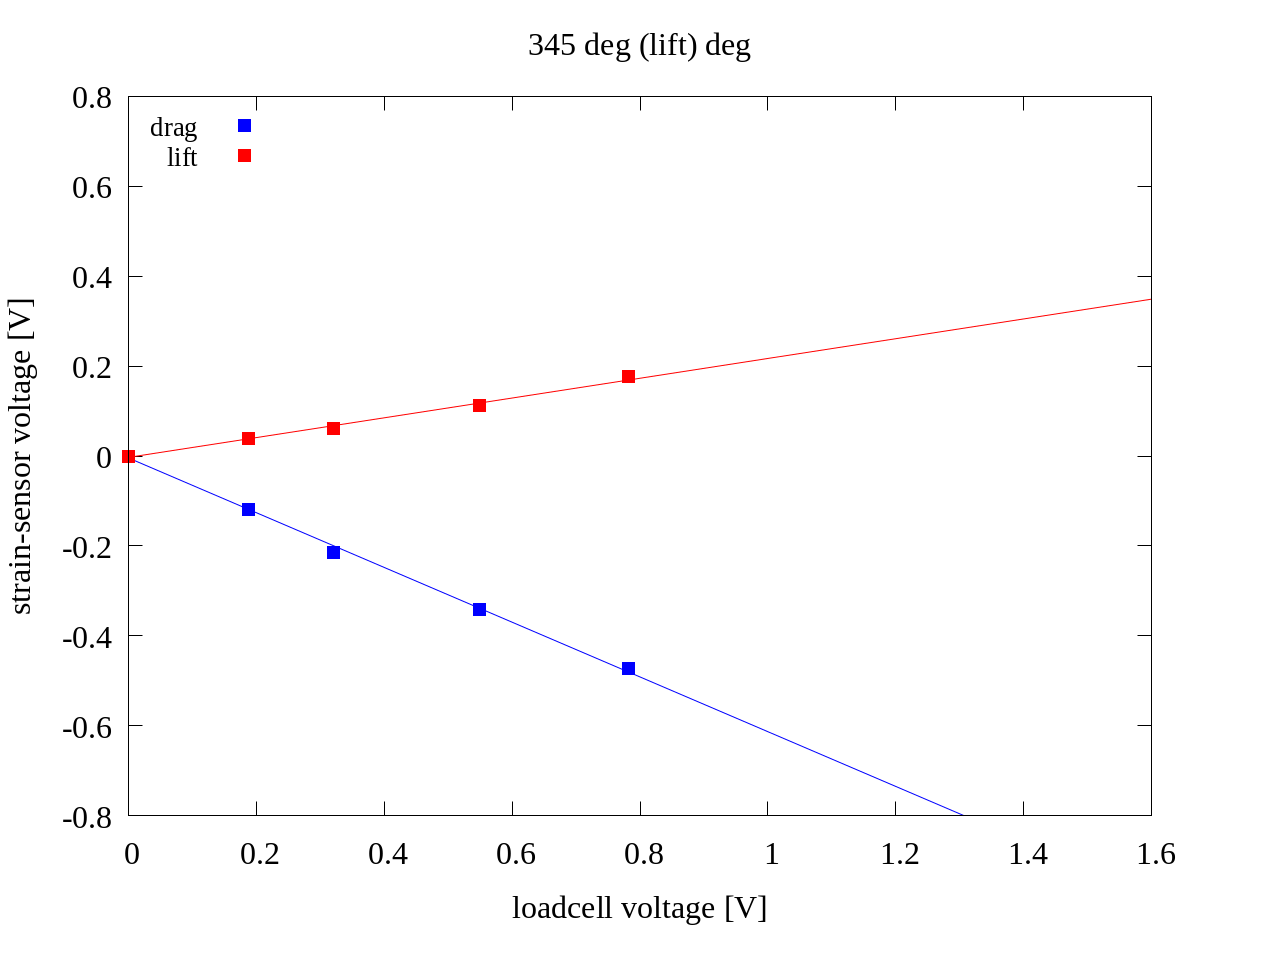 345 deg (lift) deg
drag
lift
0.8
0.6
0.4
0.2
0
-0.2
-0.4
-0.6
-0.8
strain-sensor voltage [V]
0 0.2 0.4 0.6 0.8 1 1.2 1.4 1.6
loadcell voltage [V]